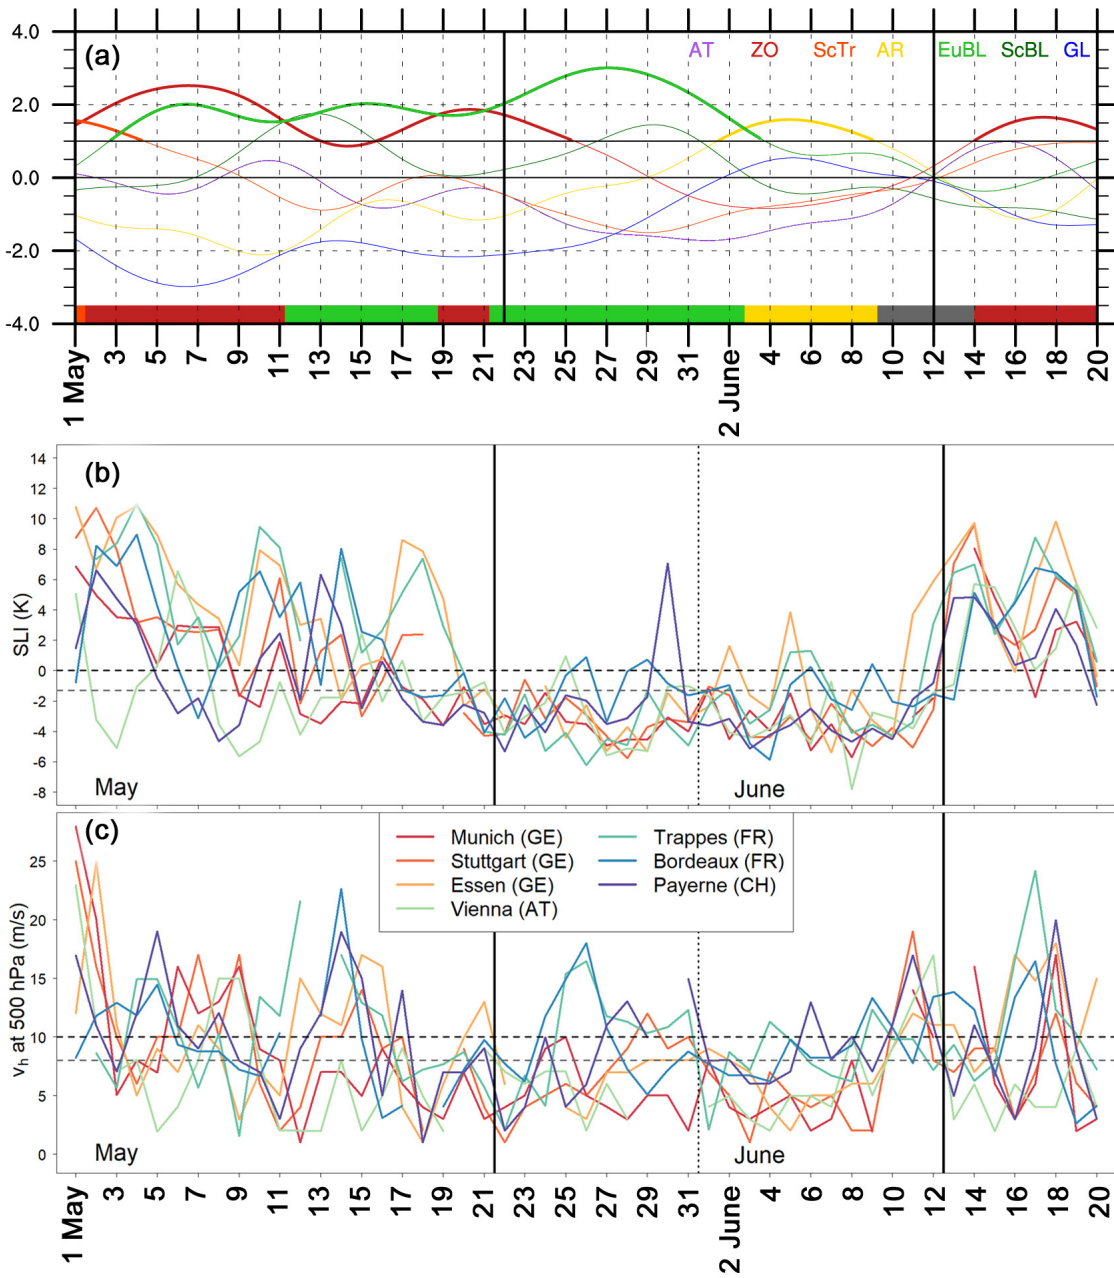 (a)
AT ZO ScTr AR EuBL ScBL GL
4.0
2.0
0.0
-2.0
-4.0
1 May 3 5 7 9 11 13 15 17 19 21 23 25 27 29 31 2 June 4 6 8 10 12 14 16 18 20
(b)
SLI (K)
14
12
10
8
6
4
2
0
-2
-4
-6
-8
May June
(c)
Vh at 500 hPa (m/s)
25
20
15
10
5
0
Munich (GE) Trappes (FR)
Stuttgart (GE) Bordeaux (FR)
Essen (GE) Payerne (CH)
Vienna (AT)
May June
1 May 3 5 7 9 11 13 15 17 19 21 23 25 27 29 31 2 June 4 6 8 10 12 14 16 18 20